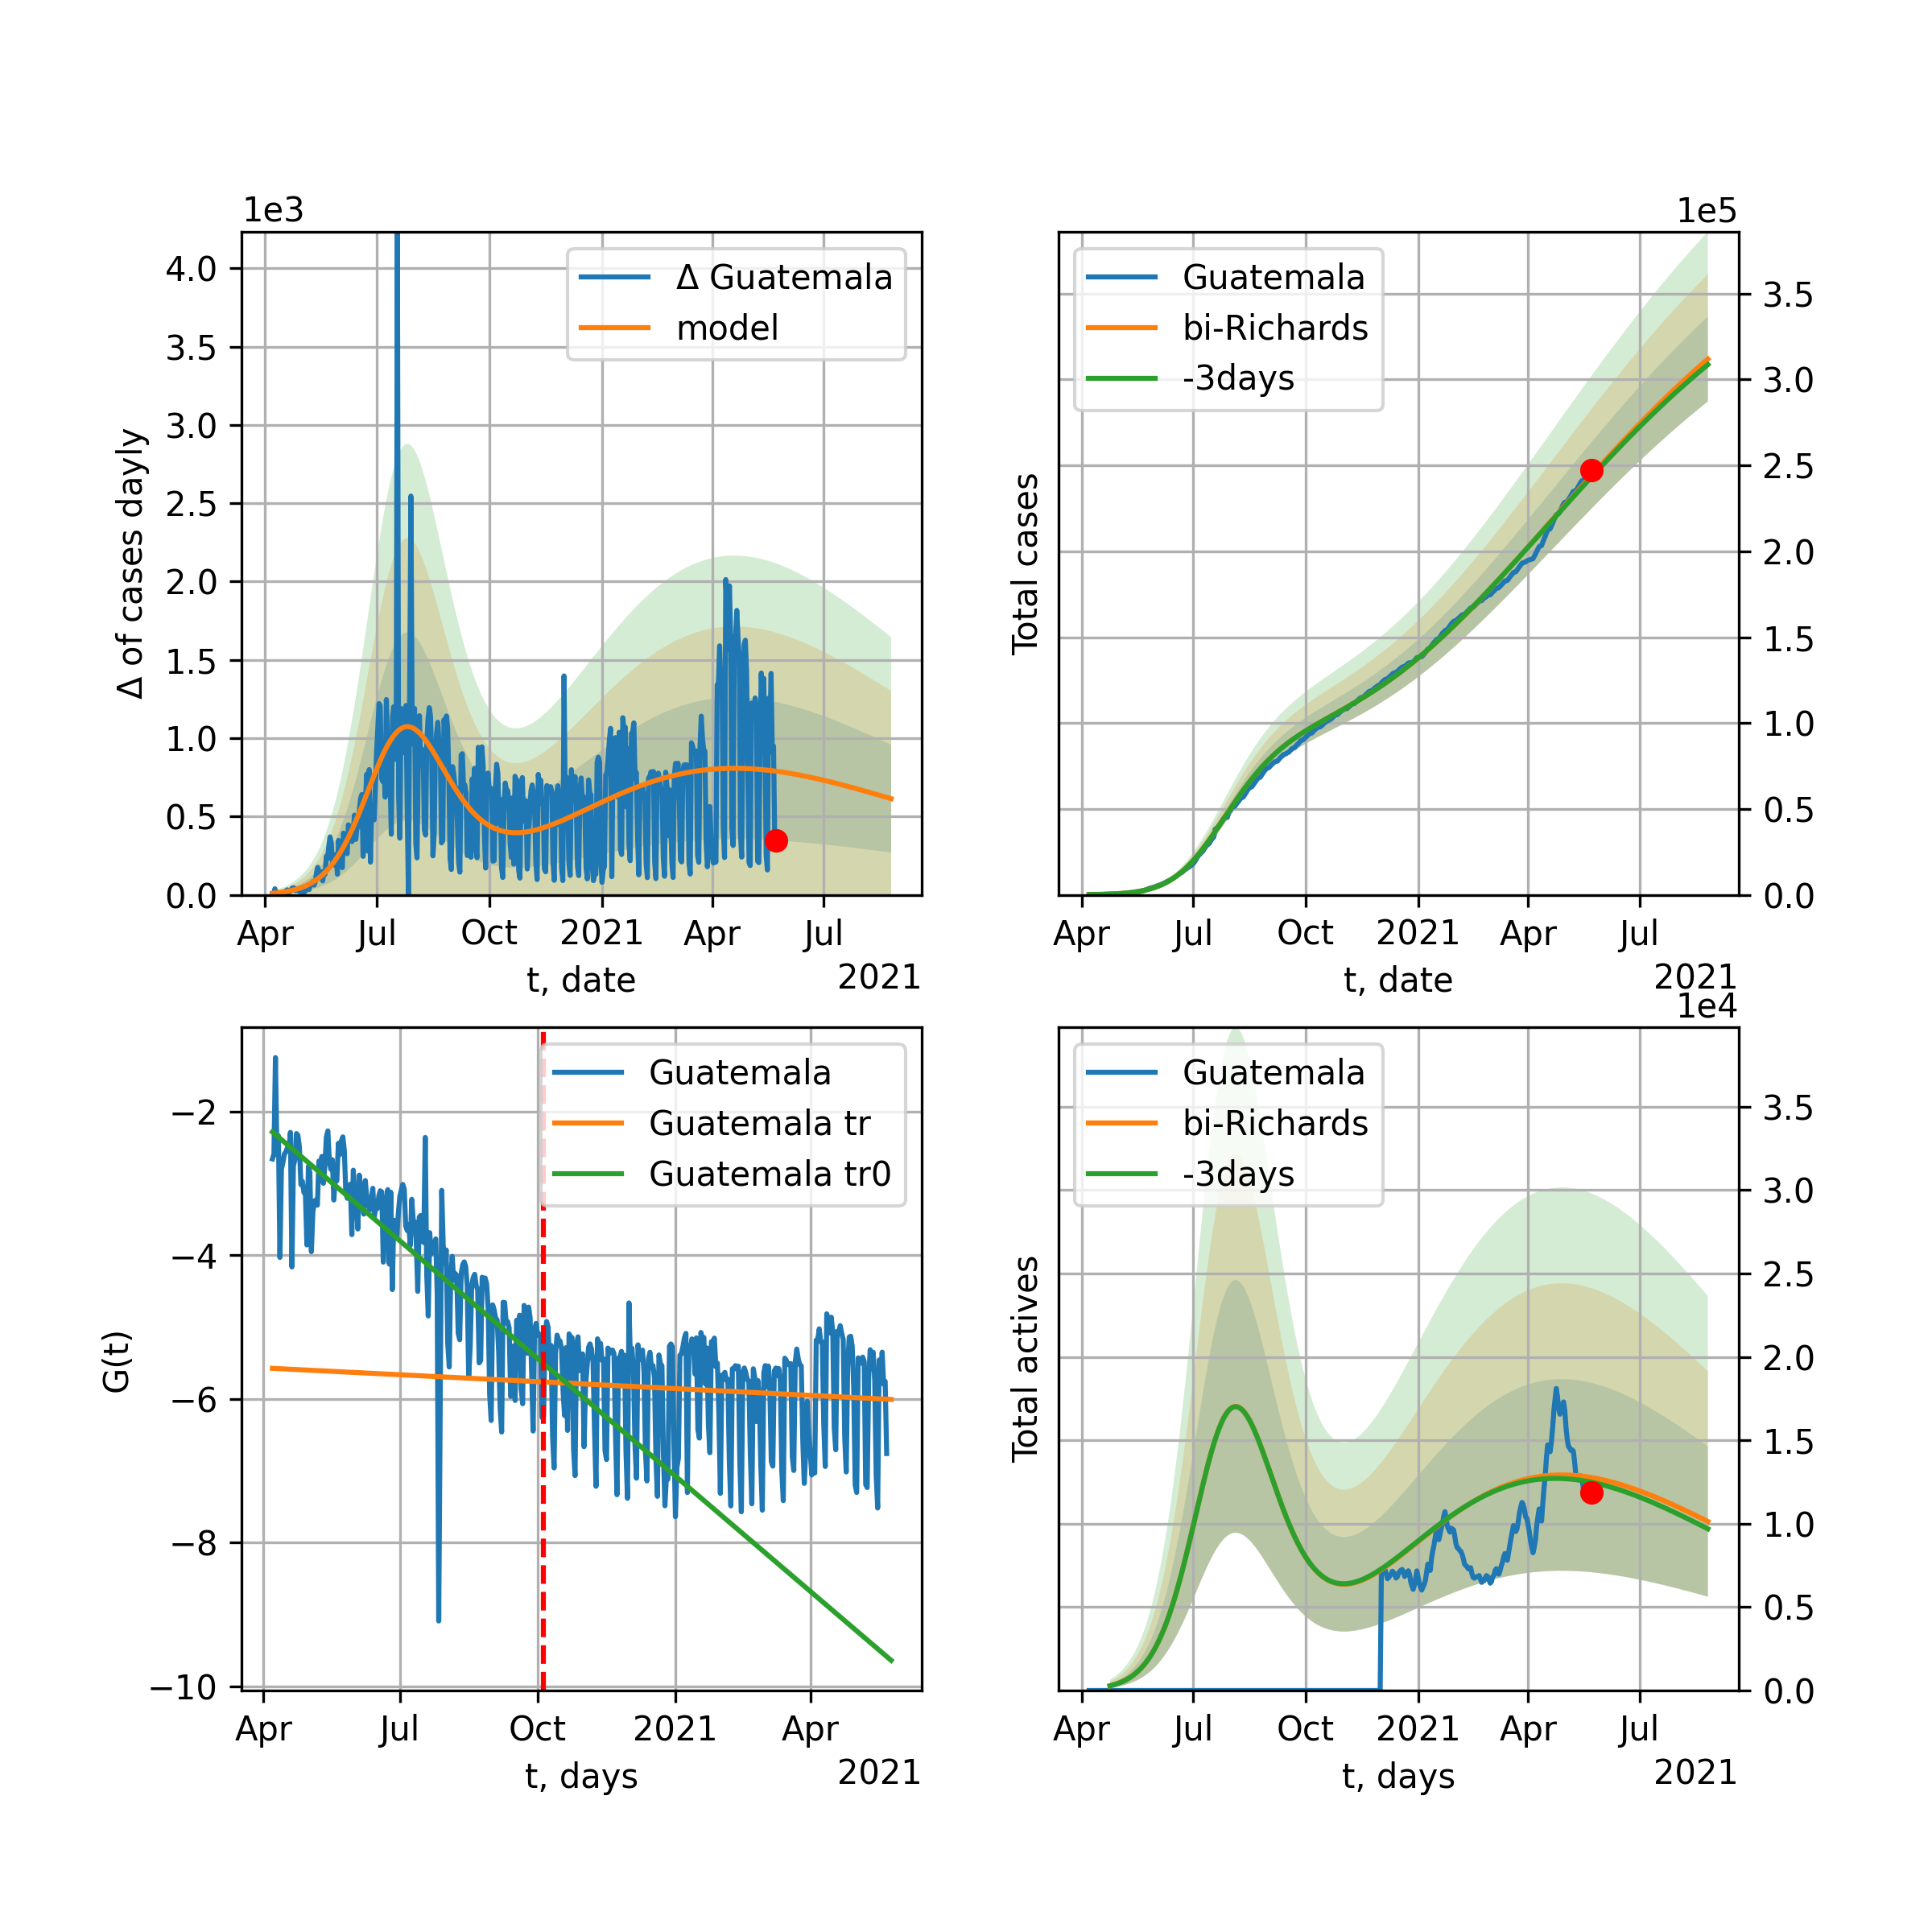 1e3
Δ of cases dayly
4.0
3.5
3.0
2.5
2.0
1.5
1.0
0.5
0.0
Δ Guatemala
model
Apr Jul Oct 2021 Apr Jul
t, date
2021
1e5
Total cases
Guatemala
bi-Richards
-3days
3.5
3.0
2.5
2.0
1.5
1.0
0.5
0.0
Apr Jul Oct 2021 Apr Jul
t, date
2021
G(t)
−2
−4
−6
−8
−10
Guatemala
Guatemala tr
Guatemala tr0
Apr Jul Oct 2021 Apr
t, days
2021
1e4
Total actives
Guatemala
bi-Richards
-3days
3.5
3.0
2.5
2.0
1.5
1.0
0.5
0.0
Apr Jul Oct 2021 Apr Jul
t, days
2021